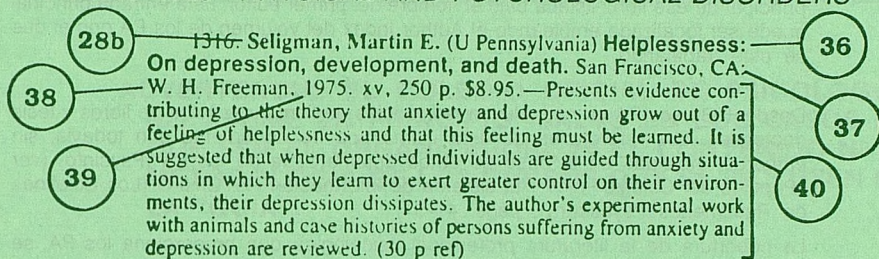 AND PSYCHOLOGICAL DISORDERS
28b 1316. Seligman, Martin E. (U Pennsylvania) Helplessness: 36
On depression, development, and death. San Francisco, CA:
38 W. H. Freeman, 1975. xv, 250 p. $8.95.—Presents evidence con-
tributing to the theory that anxiety and depression grow out of a
feeling of helplessness and that this feeling must be learned. It is 37
suggested that when depressed individuals are guided through situa-
39 tions in which they learn to exert greater control on their environ- 40
ments, their depression dissipates. The author's experimental work
with animals and case histories of persons suffering from anxiety and
depression are reviewed. (30 p ref)